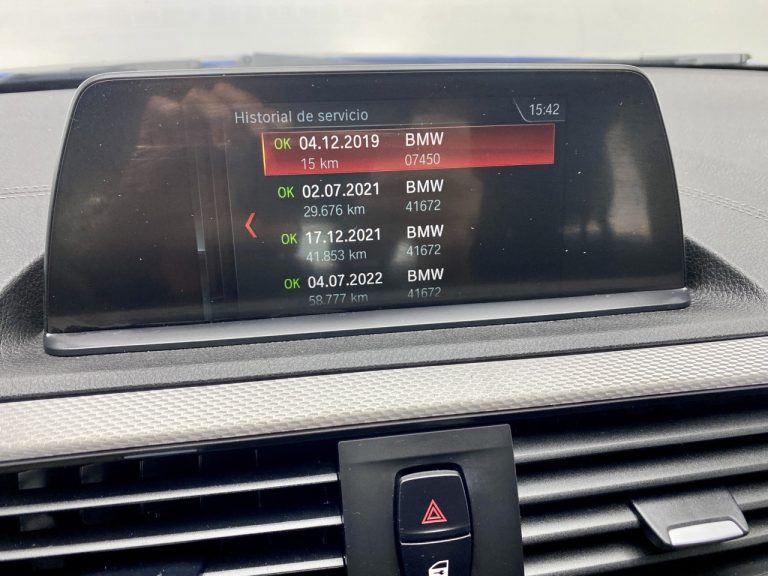 Historial de servicio 15:42
OK 04.12.2019 BMW
15 km 07450
OK 02.07.2021 BMW
29.676 km 41672
OK 17.12.2021 BMW
41.853 km 41672
OK 04.07.2022 BMW
58.777 km 41672